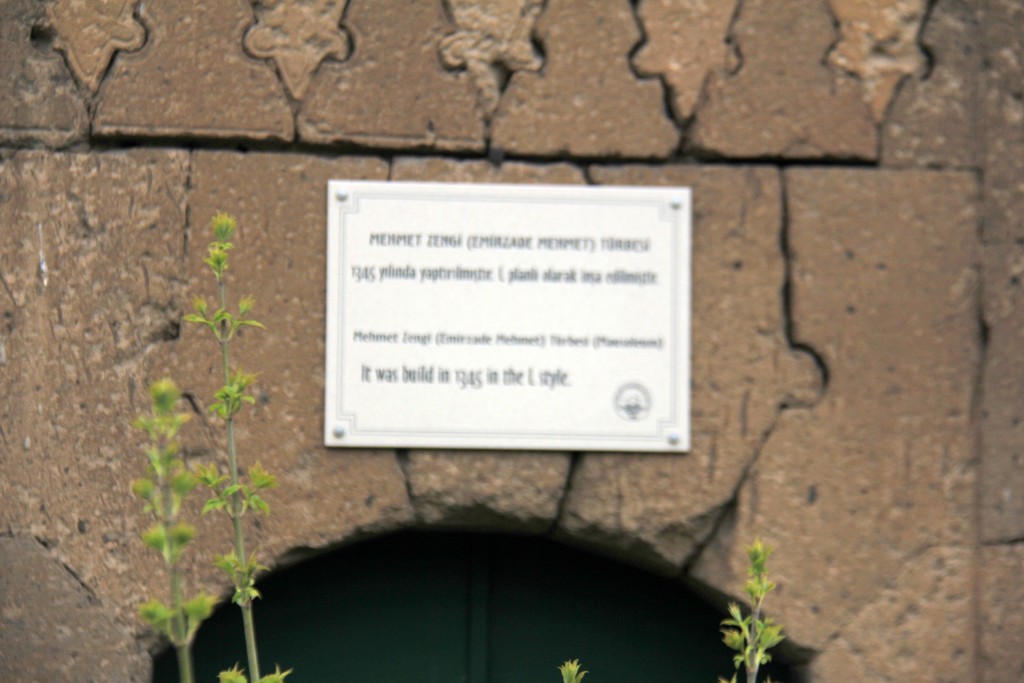 MEHMET ZENGİ (EMİRZADE MEHMET) TÜRBESİ
1345 yılında yaptırılmıştır. L planlı olarak inşa edilmiştir.
Mehmet Zengi (Emirzade Mehmet) Türbesi (Mausoleum)
It was build in 1345 in the L style.